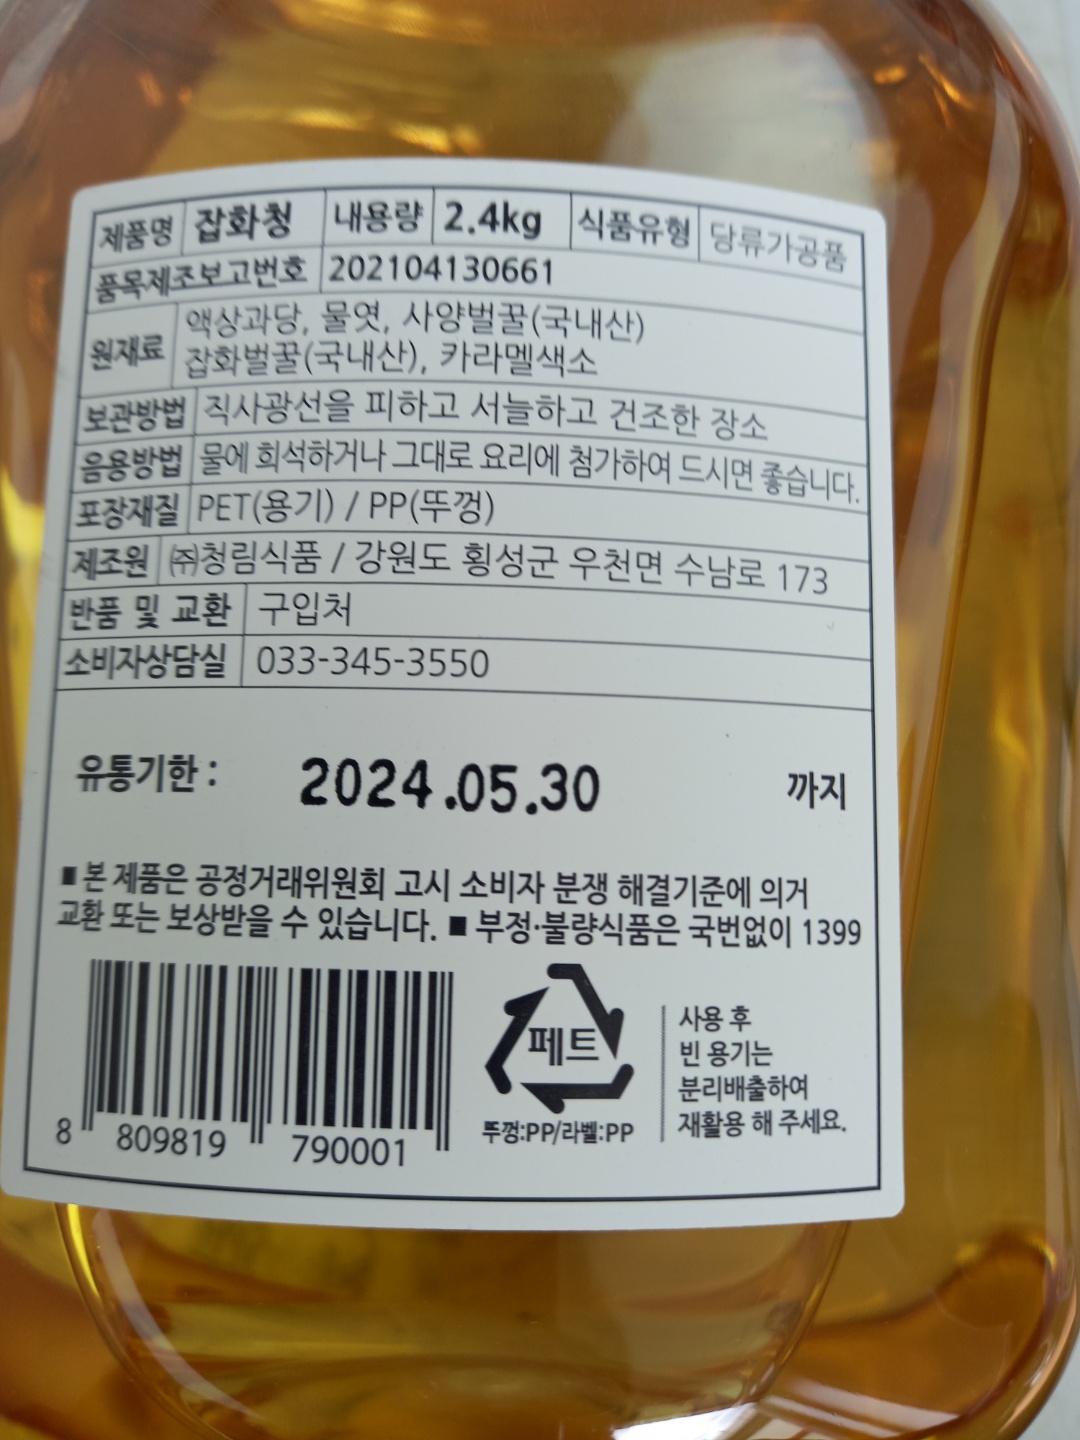 제품명 잡화청 내용량 2.4kg 식품유형 당류가공품
품목제조보고번호 202104130661
원재료 액상과당, 물엿, 사양벌꿀(국내산)
잡화벌꿀(국내산), 카라멜색소
보관방법 직사광선을 피하고 서늘하고 건조한 장소
음용방법 물에 희석하거나 그대로 요리에 첨가하여 드시면 좋습니다.
포장재질 PET(용기) / PP(뚜껑)
제조원 ㈜청림식품 / 강원도 횡성군 우천면 수남로 173
반품 및 교환 구입처
소비자상담실 033-345-3550
유통기한 : 2024.05.30 까지
■ 본 제품은 공정거래위원회 고시 소비자 분쟁 해결기준에 의거
교환 또는 보상받을 수 있습니다. ■ 부정·불량식품은 국번없이 1399
8 809819 790001
페트
뚜껑:PP/라벨:PP
사용 후
빈 용기는
분리배출하여
재활용 해 주세요.